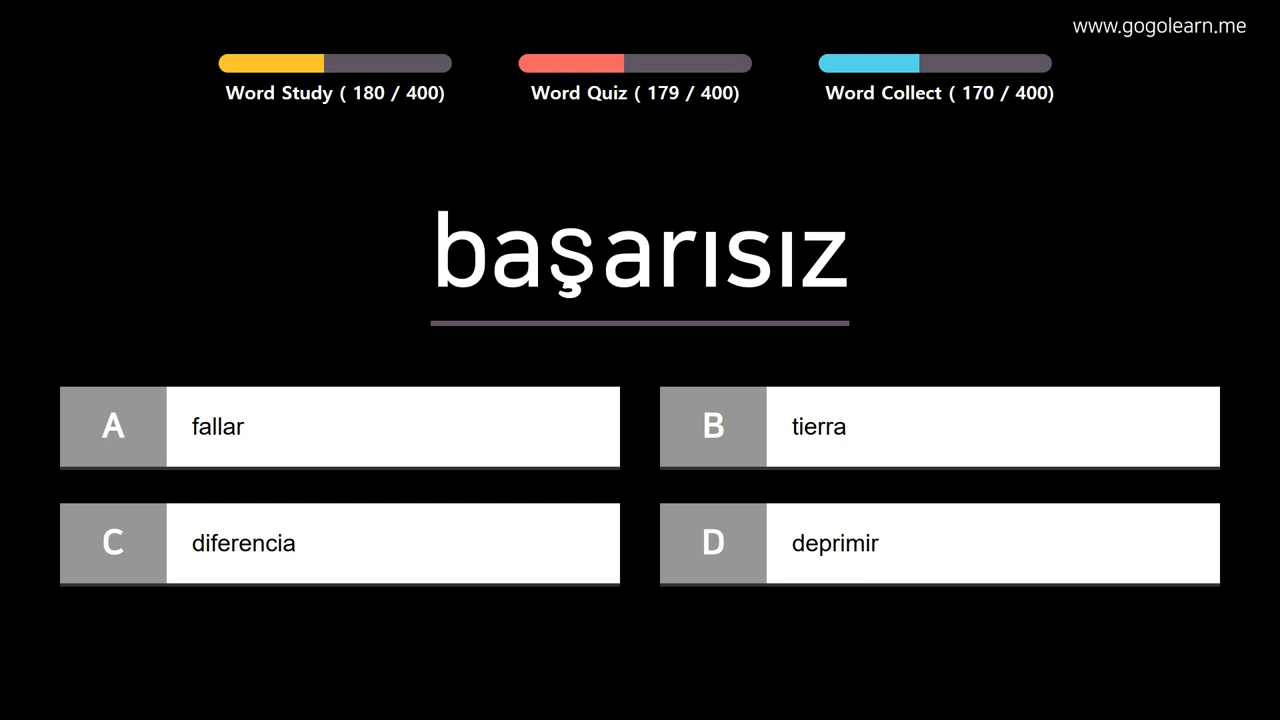 www.gogolearn.me
Word Study ( 180 / 400)
Word Quiz ( 179 / 400)
Word Collect ( 170 / 400)
başarısız
A fallar
B tierra
C diferencia
D deprimir